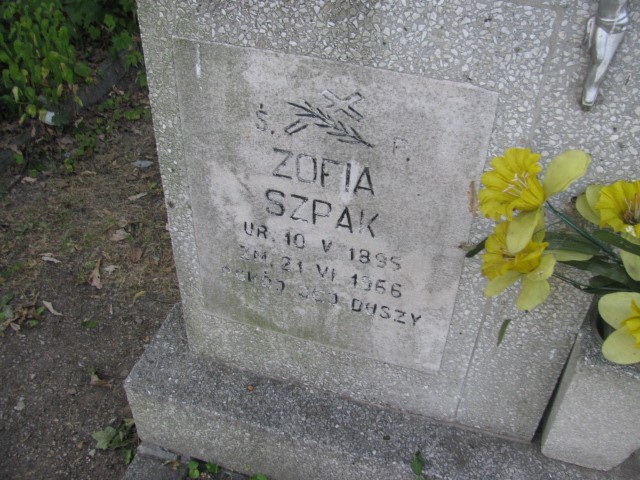 Ś. P.
ZOFIA
SZPAK
UR. 10 V 1895
ZM. 21 VI 1966
DUSZY